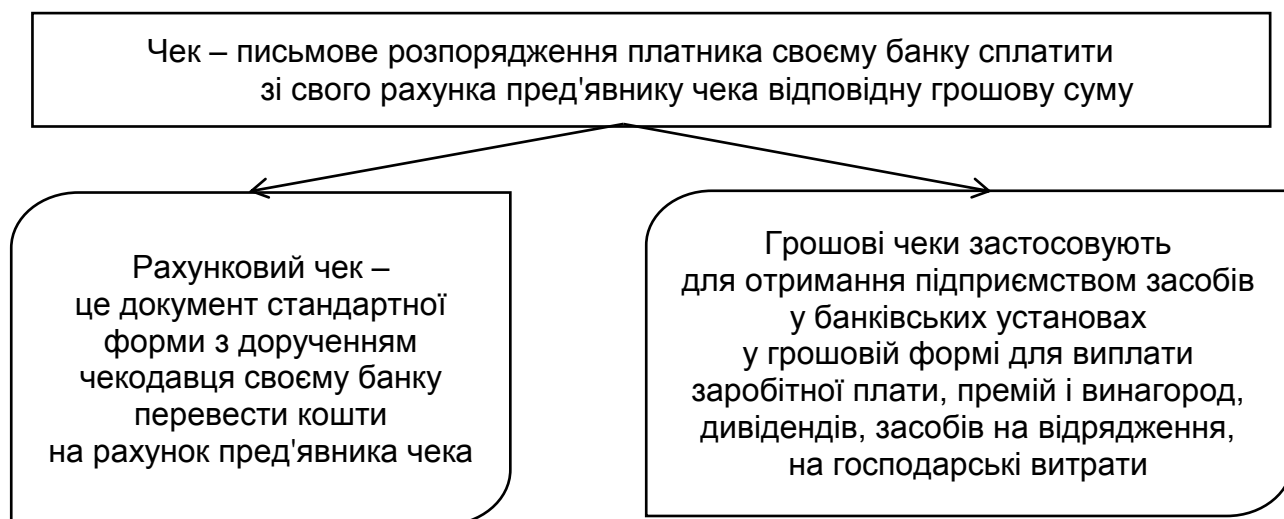 Чек – письмове розпорядження платника своєму банку сплатити
зі свого рахунка пред'явнику чека відповідну грошову суму
Рахунковий чек –
це документ стандартної
форми з дорученням
чекодавця своєму банку
перевести кошти
на рахунок пред'явника чека
Грошові чеки застосовують
для отримання підприємством засобів
у банківських установах
у грошовій формі для виплати
заробітної плати, премій і винагород,
дивідендів, засобів на відрядження,
на господарські витрати